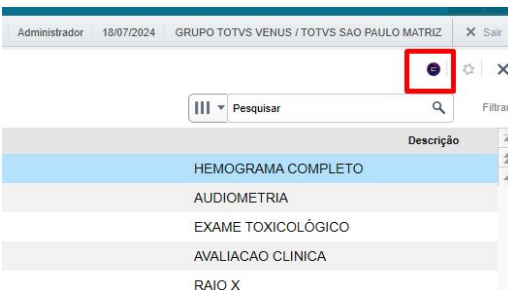 Administrador 18/07/2024 GRUPO TOTVS VENUS / TOTVS SAO PAULO MATRIZ X Sair
Pesquisar Filtrar
Descrição
HEMOGRAMA COMPLETO
AUDIOMETRIA
EXAME TOXICOLÓGICO
AVALIACAO CLINICA
RAIO X